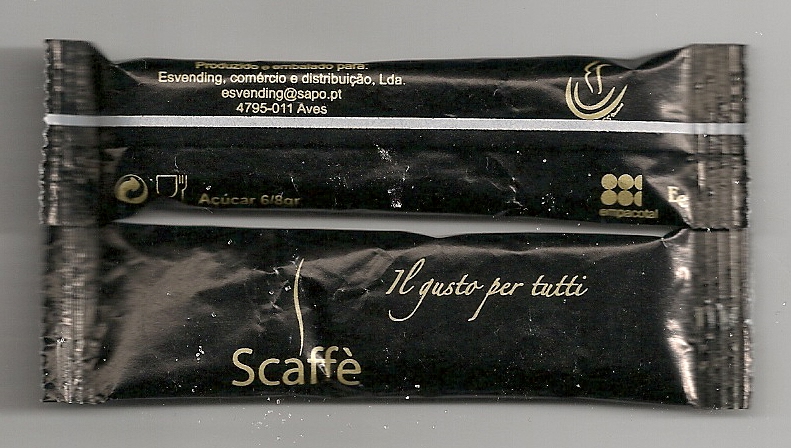 Produzido e embalado para:
Esvending, comércio e distribuição, Lda.
esvending@sapo.pt
4795-011 Aves
Açúcar 6/8gr
empacotal
Il gusto per tutti
Scaffè